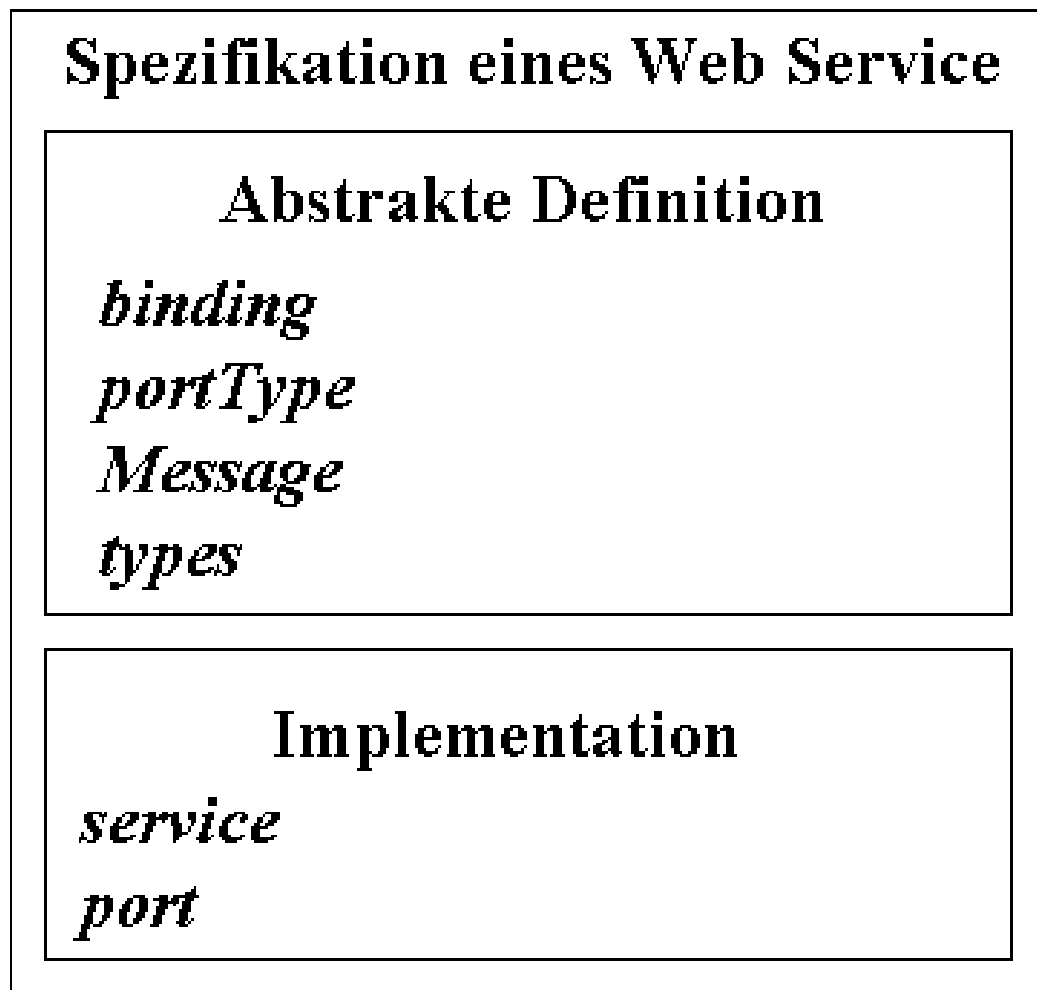 Spezifikation eines Web Service
Abstrakte Definition
binding
portType
Message
types
Implementation
service
port